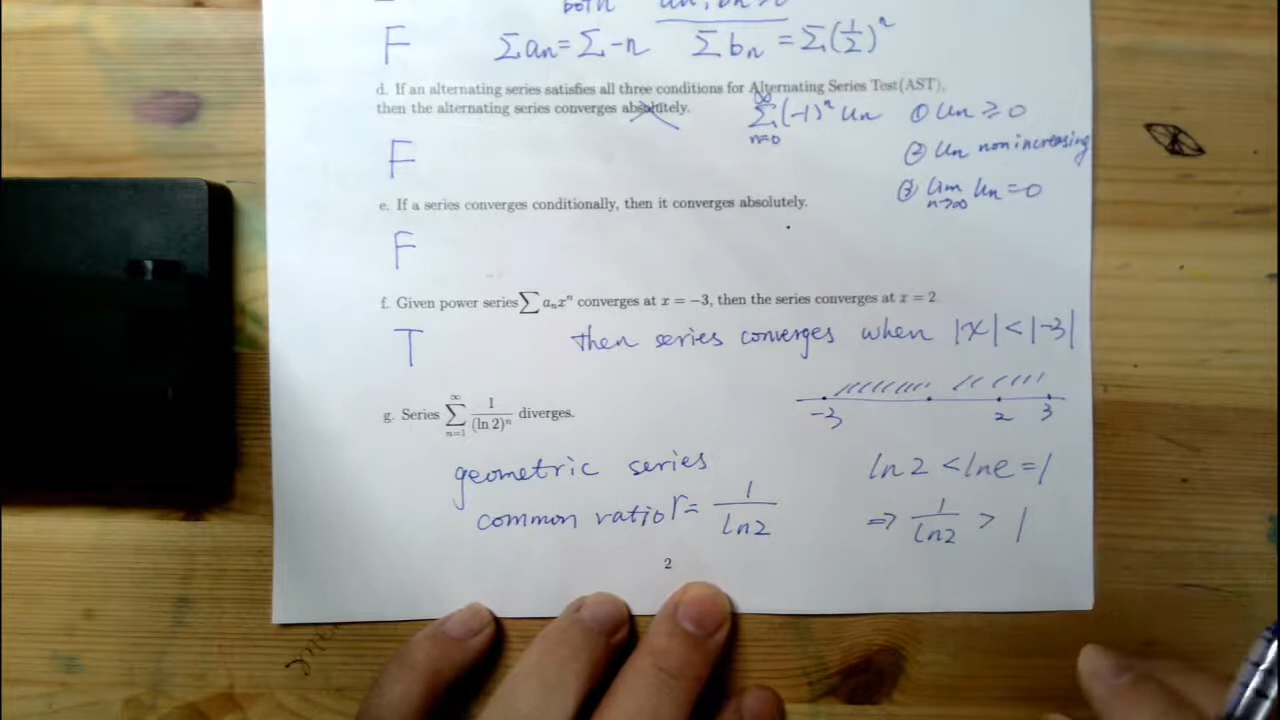 both
F Σan = Σ -n Σ bn = Σ(1/2)^n
d. If an alternating series satisfies all three conditions for Alternating Series Test(AST),
then the alternating series converges absolutely.
∞Σn=0 (-1)^n un ① un ≥ 0
② un nonincreasing
③ lim n→∞ un = 0
F
e. If a series converges conditionally, then it converges absolutely.
F
f. Given power series ∑ aₙxⁿ converges at x = −3, then the series converges at x = 2.
T then series converges when |x| < |-3|
-3 2 3
g. Series ∞∑n=1 1/(ln 2)ⁿ diverges.
geometric series ln2 < lne = 1
common ratio r = 1/ln2 ⇒ 1/ln2 > 1
2